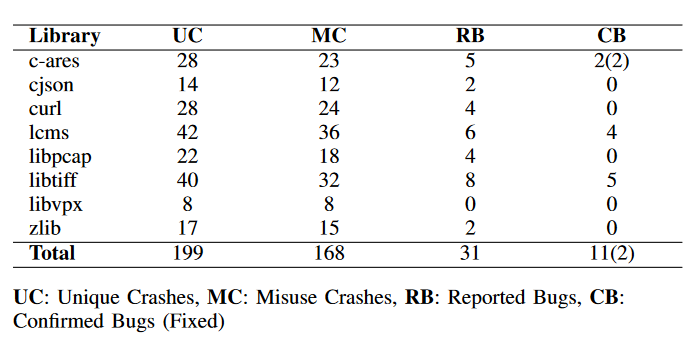 Library UC MC RB CB
c-ares 28 23 5 2(2)
cjson 14 12 2 0
curl 28 24 4 0
lcms 42 36 6 4
libpcap 22 18 4 0
libtiff 40 32 8 5
libvpx 8 8 0 0
zlib 17 15 2 0
Total 199 168 31 11(2)
UC: Unique Crashes, MC: Misuse Crashes, RB: Reported Bugs, CB:
Confirmed Bugs (Fixed)